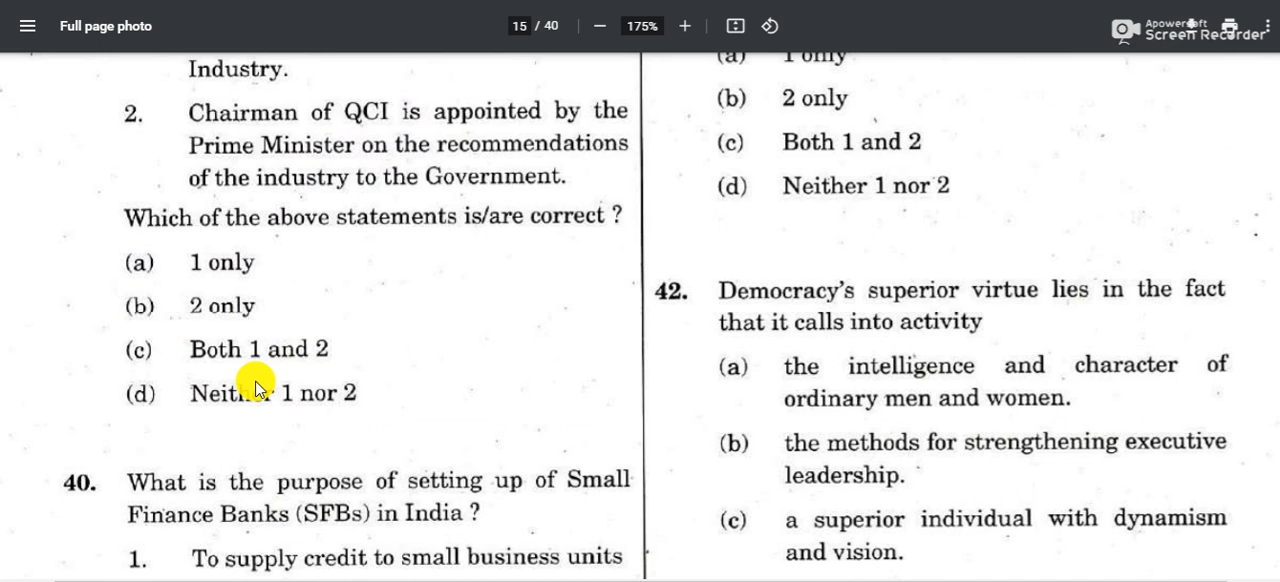 Full page photo
15 / 40
175%
Apowersoft
Screen Recorder
Industry.
2. Chairman of QCI is appointed by the
Prime Minister on the recommendations
of the industry to the Government.
Which of the above statements is/are correct ?
(a) 1 only
(b) 2 only
(c) Both 1 and 2
(d) Neither 1 nor 2
40. What is the purpose of setting up of Small
Finance Banks (SFBs) in India ?
1. To supply credit to small business units
(a) 1 only
(b) 2 only
(c) Both 1 and 2
(d) Neither 1 nor 2
42. Democracy's superior virtue lies in the fact
that it calls into activity
(a) the intelligence and character of
ordinary men and women.
(b) the methods for strengthening executive
leadership.
(c) a superior individual with dynamism
and vision.